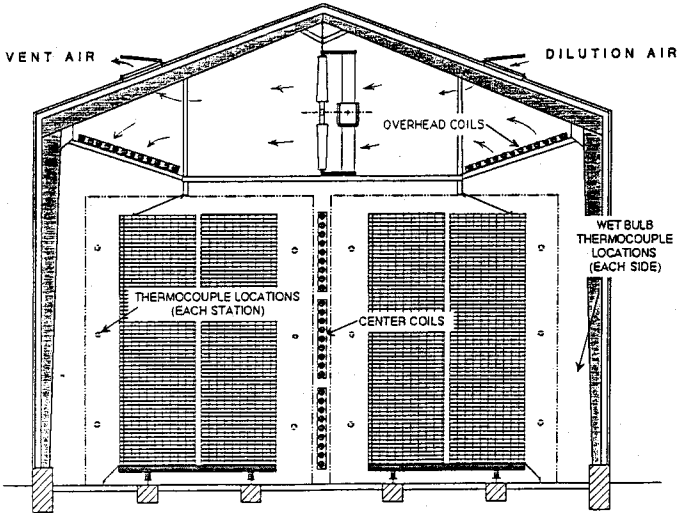 VENT AIR
DILUTION AIR
OVERHEAD COILS
WET BULB
THERMOCOUPLE
LOCATIONS
(EACH SIDE)
THERMOCOUPLE LOCATIONS
(EACH STATION)
CENTER COILS